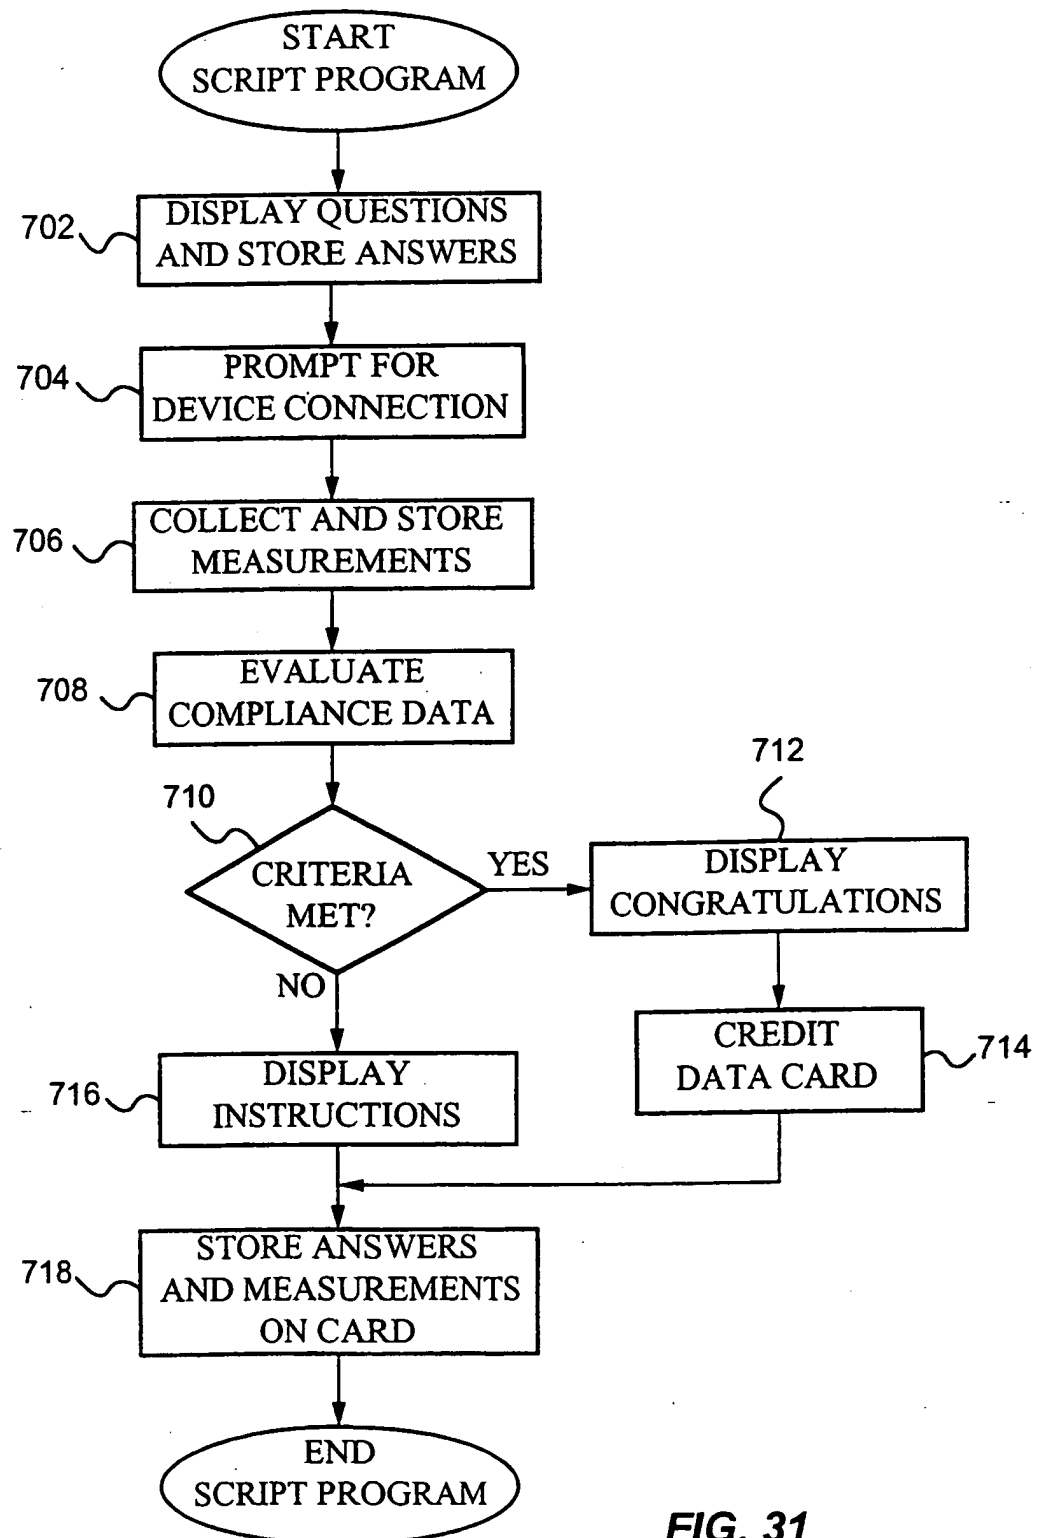 START
SCRIPT PROGRAM
702
DISPLAY QUESTIONS
AND STORE ANSWERS
704
PROMPT FOR
DEVICE CONNECTION
706
COLLECT AND STORE
MEASUREMENTS
708
EVALUATE
COMPLIANCE DATA
710
CRITERIA
MET?
YES
712
DISPLAY
CONGRATULATIONS
NO
CREDIT
DATA CARD
714
716
DISPLAY
INSTRUCTIONS
718
STORE ANSWERS
AND MEASUREMENTS
ON CARD
END
SCRIPT PROGRAM
FIG. 31